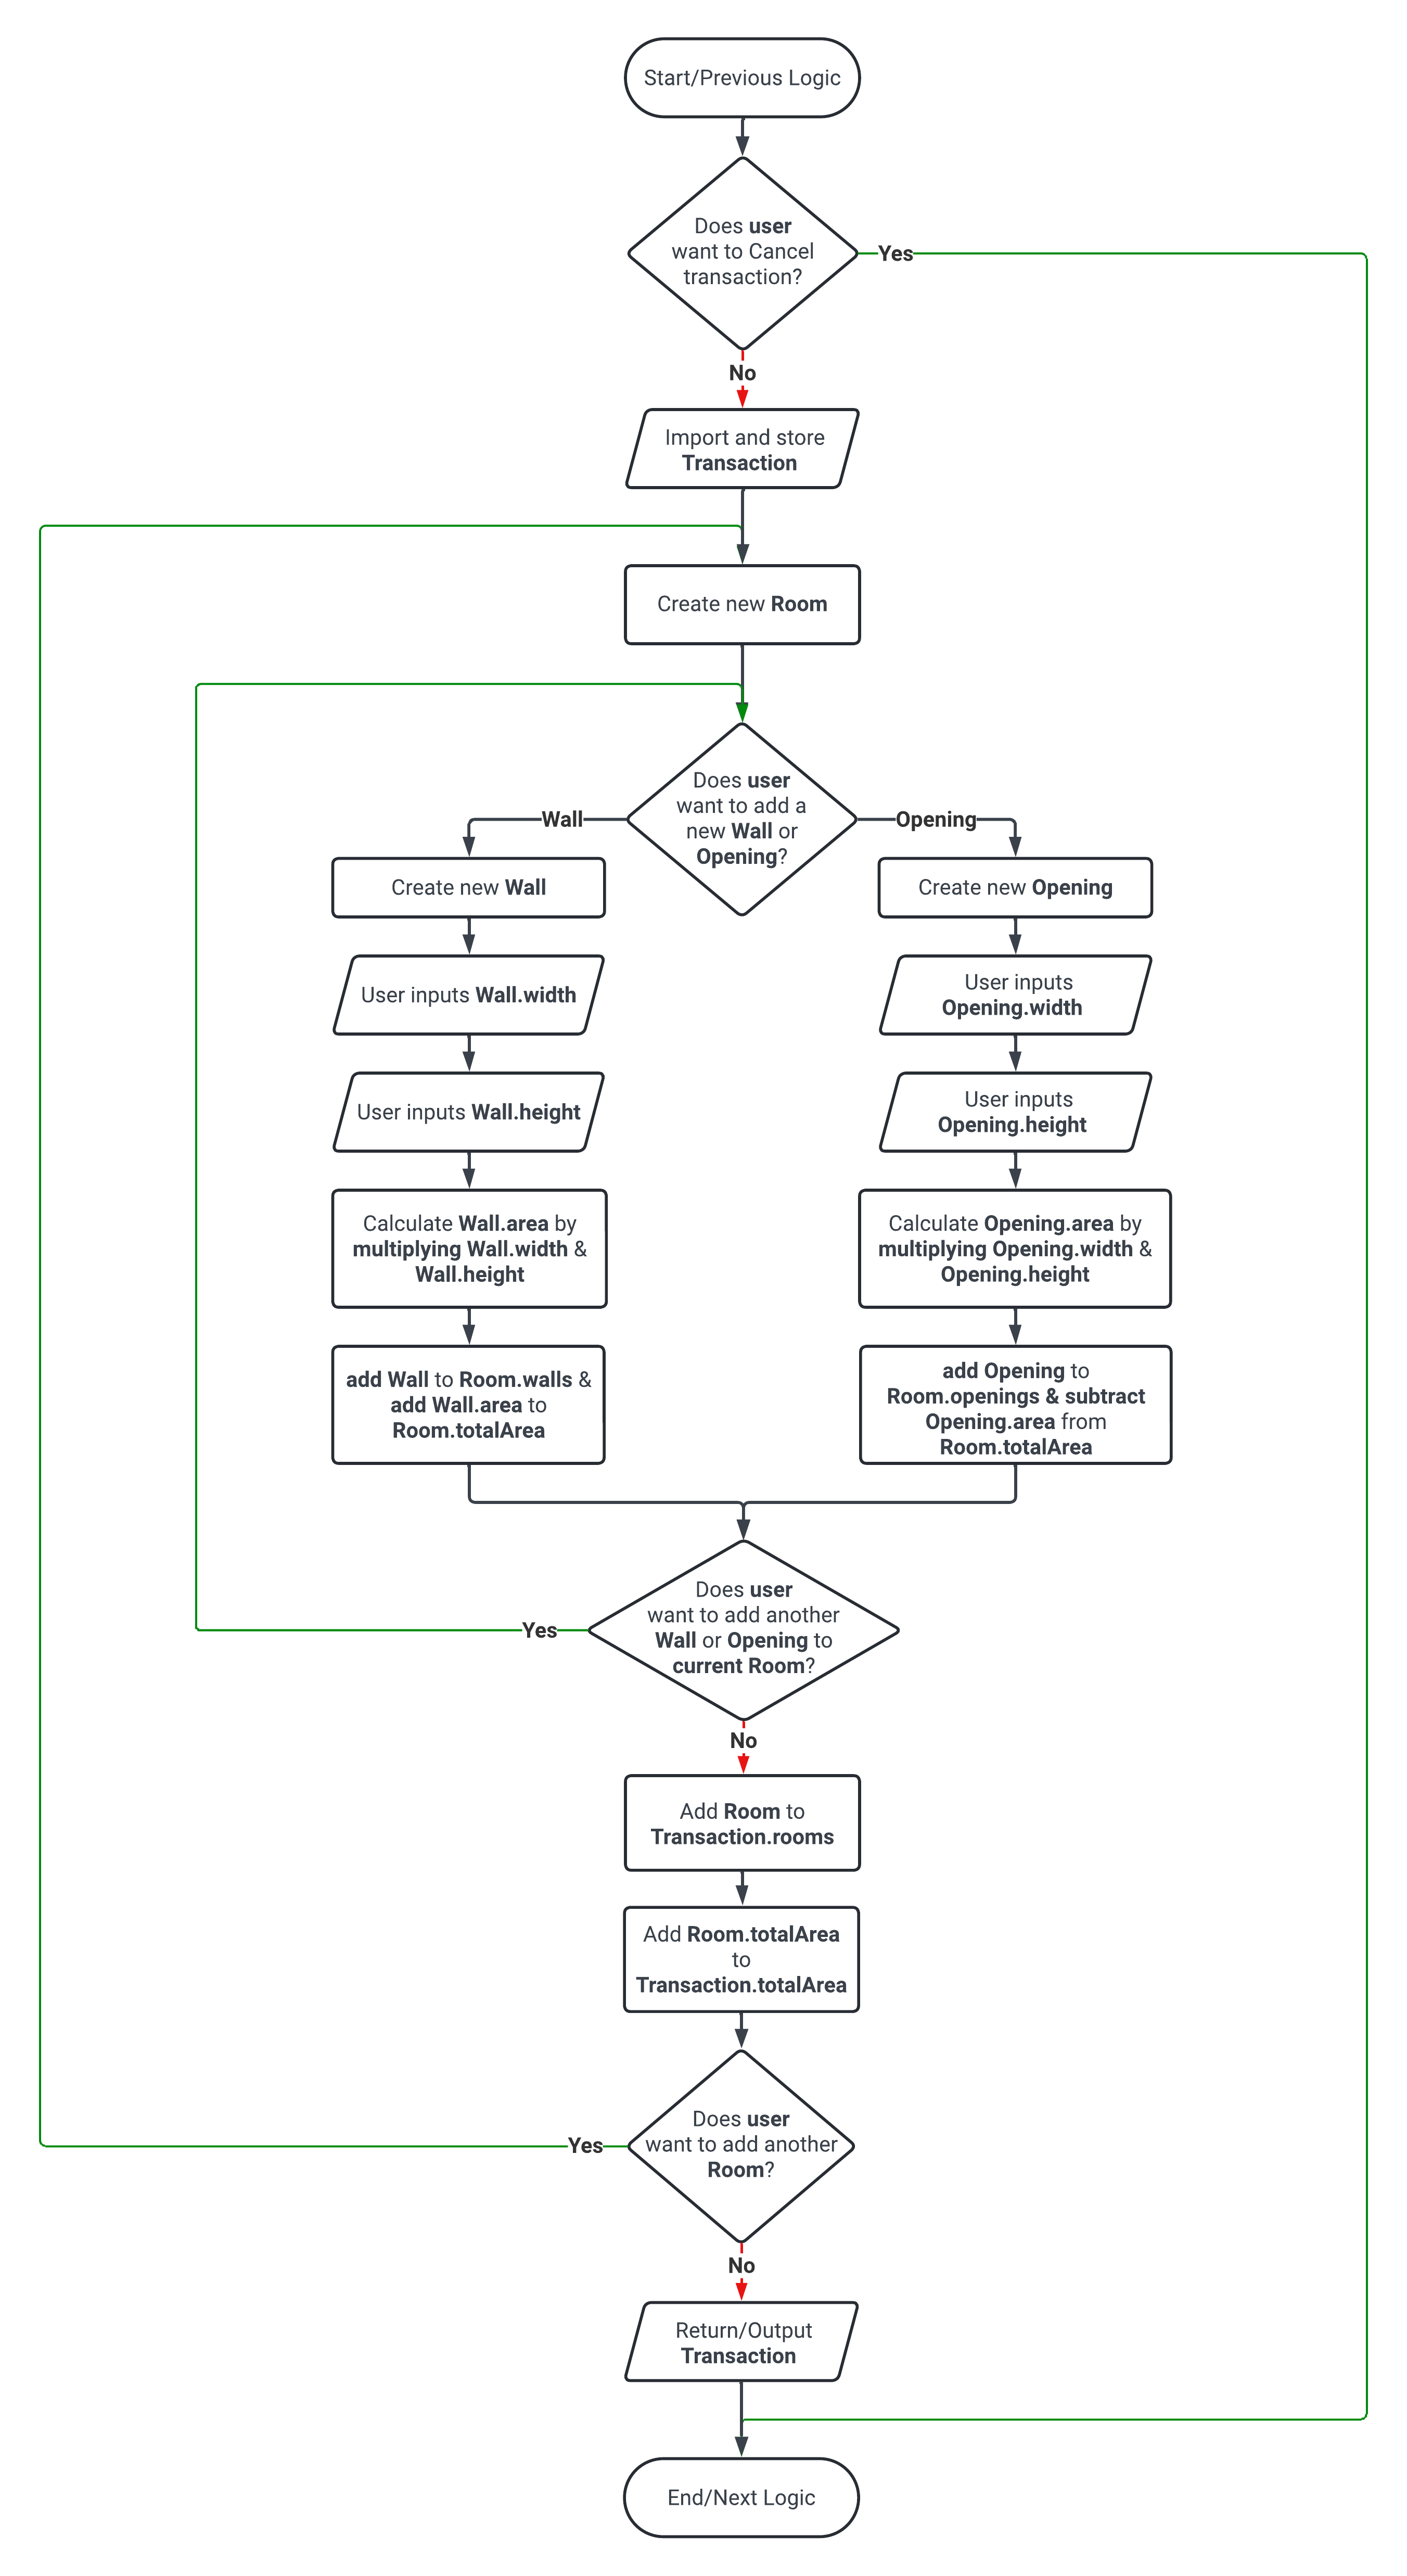 Start/Previous Logic
Does user
want to Cancel
transaction?
Yes
No
Import and store
Transaction
Create new Room
Does user
want to add a
new Wall or
Opening?
Wall
Opening
Create new Wall
User inputs Wall.width
User inputs Wall.height
Calculate Wall.area by
multiplying Wall.width &
Wall.height
add Wall to Room.walls &
add Wall.area to
Room.totalArea
Create new Opening
User inputs
Opening.width
User inputs
Opening.height
Calculate Opening.area by
multiplying Opening.width &
Opening.height
add Opening to
Room.openings & subtract
Opening.area from
Room.totalArea
Does user
want to add another
Wall or Opening to
current Room?
Yes
No
Add Room to
Transaction.rooms
Add Room.totalArea
to
Transaction.totalArea
Does user
want to add another
Room?
Yes
No
Return/Output
Transaction
End/Next Logic